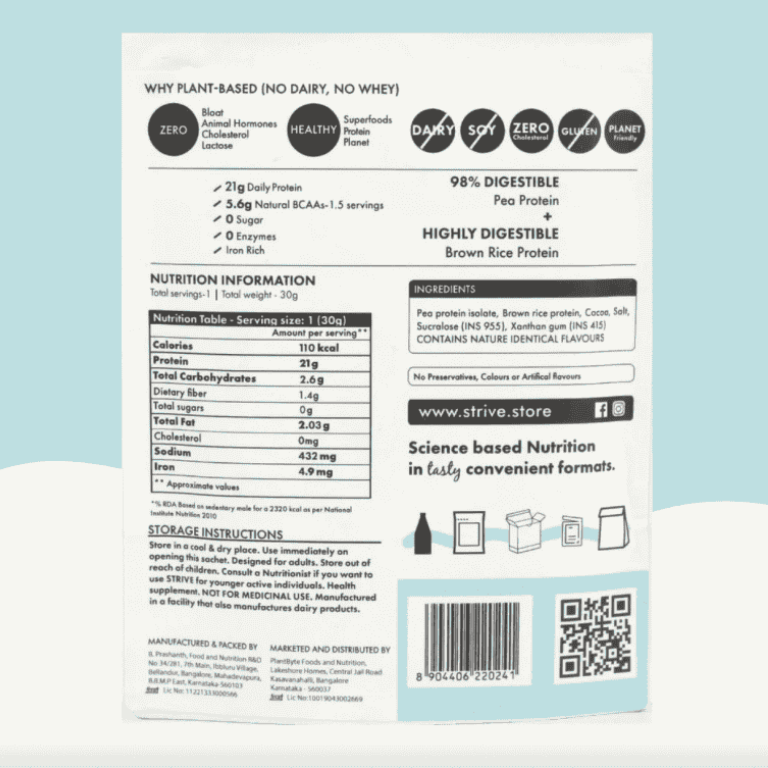 WHY PLANT-BASED (NO DAIRY, NO WHEY)
ZERO
Bloat
Animal Hormones
Cholesterol
Lactose
HEALTHY
Superfoods
Protein
Planet
DAIRY
SOY
ZERO
Cholesterol
GLUTEN
PLANET
Friendly
21g Daily Protein
5.6g Natural BCAAs-1.5 servings
0 Sugar
0 Enzymes
Iron Rich
98% DIGESTIBLE
Pea Protein
+
HIGHLY DIGESTIBLE
Brown Rice Protein
NUTRITION INFORMATION
Total servings-1 | Total weight - 30g
Nutrition Table - Serving size: 1 (30g)
Amount per serving**
Calories 110 kcal
Protein 21g
Total Carbohydrates 2.6g
Dietary fiber 1.4g
Total sugars 0g
Total Fat 2.03g
Cholesterol 0mg
Sodium 432 mg
Iron 4.9 mg
** Approximate values
*% RDA Based on sedentary male for a 2320 kcal as per National
Institute Nutrition 2010
STORAGE INSTRUCTIONS
Store in a cool & dry place. Use immediately on
opening this sachet. Designed for adults. Store out of
reach of children. Consult a Nutritionist if you want to
use STRIVE for younger active individuals. Health
supplement. NOT FOR MEDICINAL USE. Manufactured
in a facility that also manufactures dairy products.
MANUFACTURED & PACKED BY
B. Prashanth, Food and Nutrition R&D
No 34/281, 7th Main, Ibbluru Village,
Bellandur, Bangalore, Mahadevapura,
B.B.M.P East, Karnataka-560103
fssai Lic No: 11221333000566
MARKETED AND DISTRIBUTED BY
PlantByte Foods and Nutrition,
Lakeshore Homes, Central Jail Road
Kasavanahalli, Bangalore
Karnataka - 560037
fssai Lic No:10019043002669
INGREDIENTS
Pea protein isolate, Brown rice protein, Cocoa, Salt,
Sucralose (INS 955), Xanthan gum (INS 415)
CONTAINS NATURE IDENTICAL FLAVOURS
No Preservatives, Colours or Artifical flavours
www.strive.store
Science based Nutrition
in tasty convenient formats.
8 904406 220241